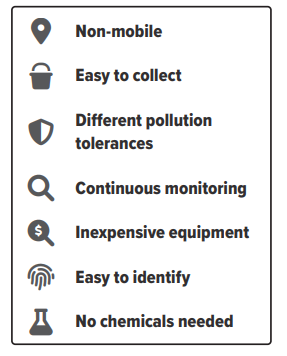 Non-mobile
Easy to collect
Different pollution
tolerances
Continuous monitoring
$
Inexpensive equipment
Easy to identify
No chemicals needed